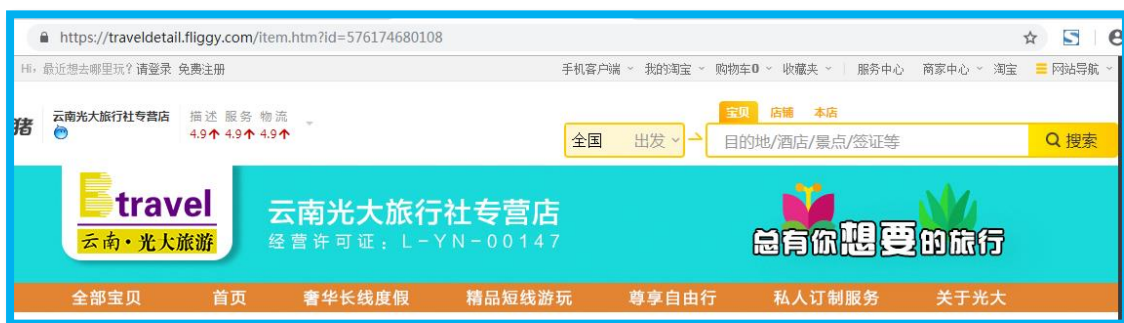 https://traveldetail.fliggy.com/item.htm?id=576174680108
Hi，最近想去哪里玩？请登录 免费注册 手机客户端 我的淘宝 购物车0 收藏夹 服务中心 商家中心 淘宝 网站导航
宝贝 店铺 本店
猪 云南光大旅行社专营店 描述 服务 物流
4.9↑ 4.9↑ 4.9↑
全国 出发 目的地/酒店/景点/签证等 搜索
travel
云南·光大旅游
云南光大旅行社专营店
经营许可证：L-YN-00147
总有你想要的旅行
全部宝贝 首页 奢华长线度假 精品短线游玩 尊享自由行 私人订制服务 关于光大